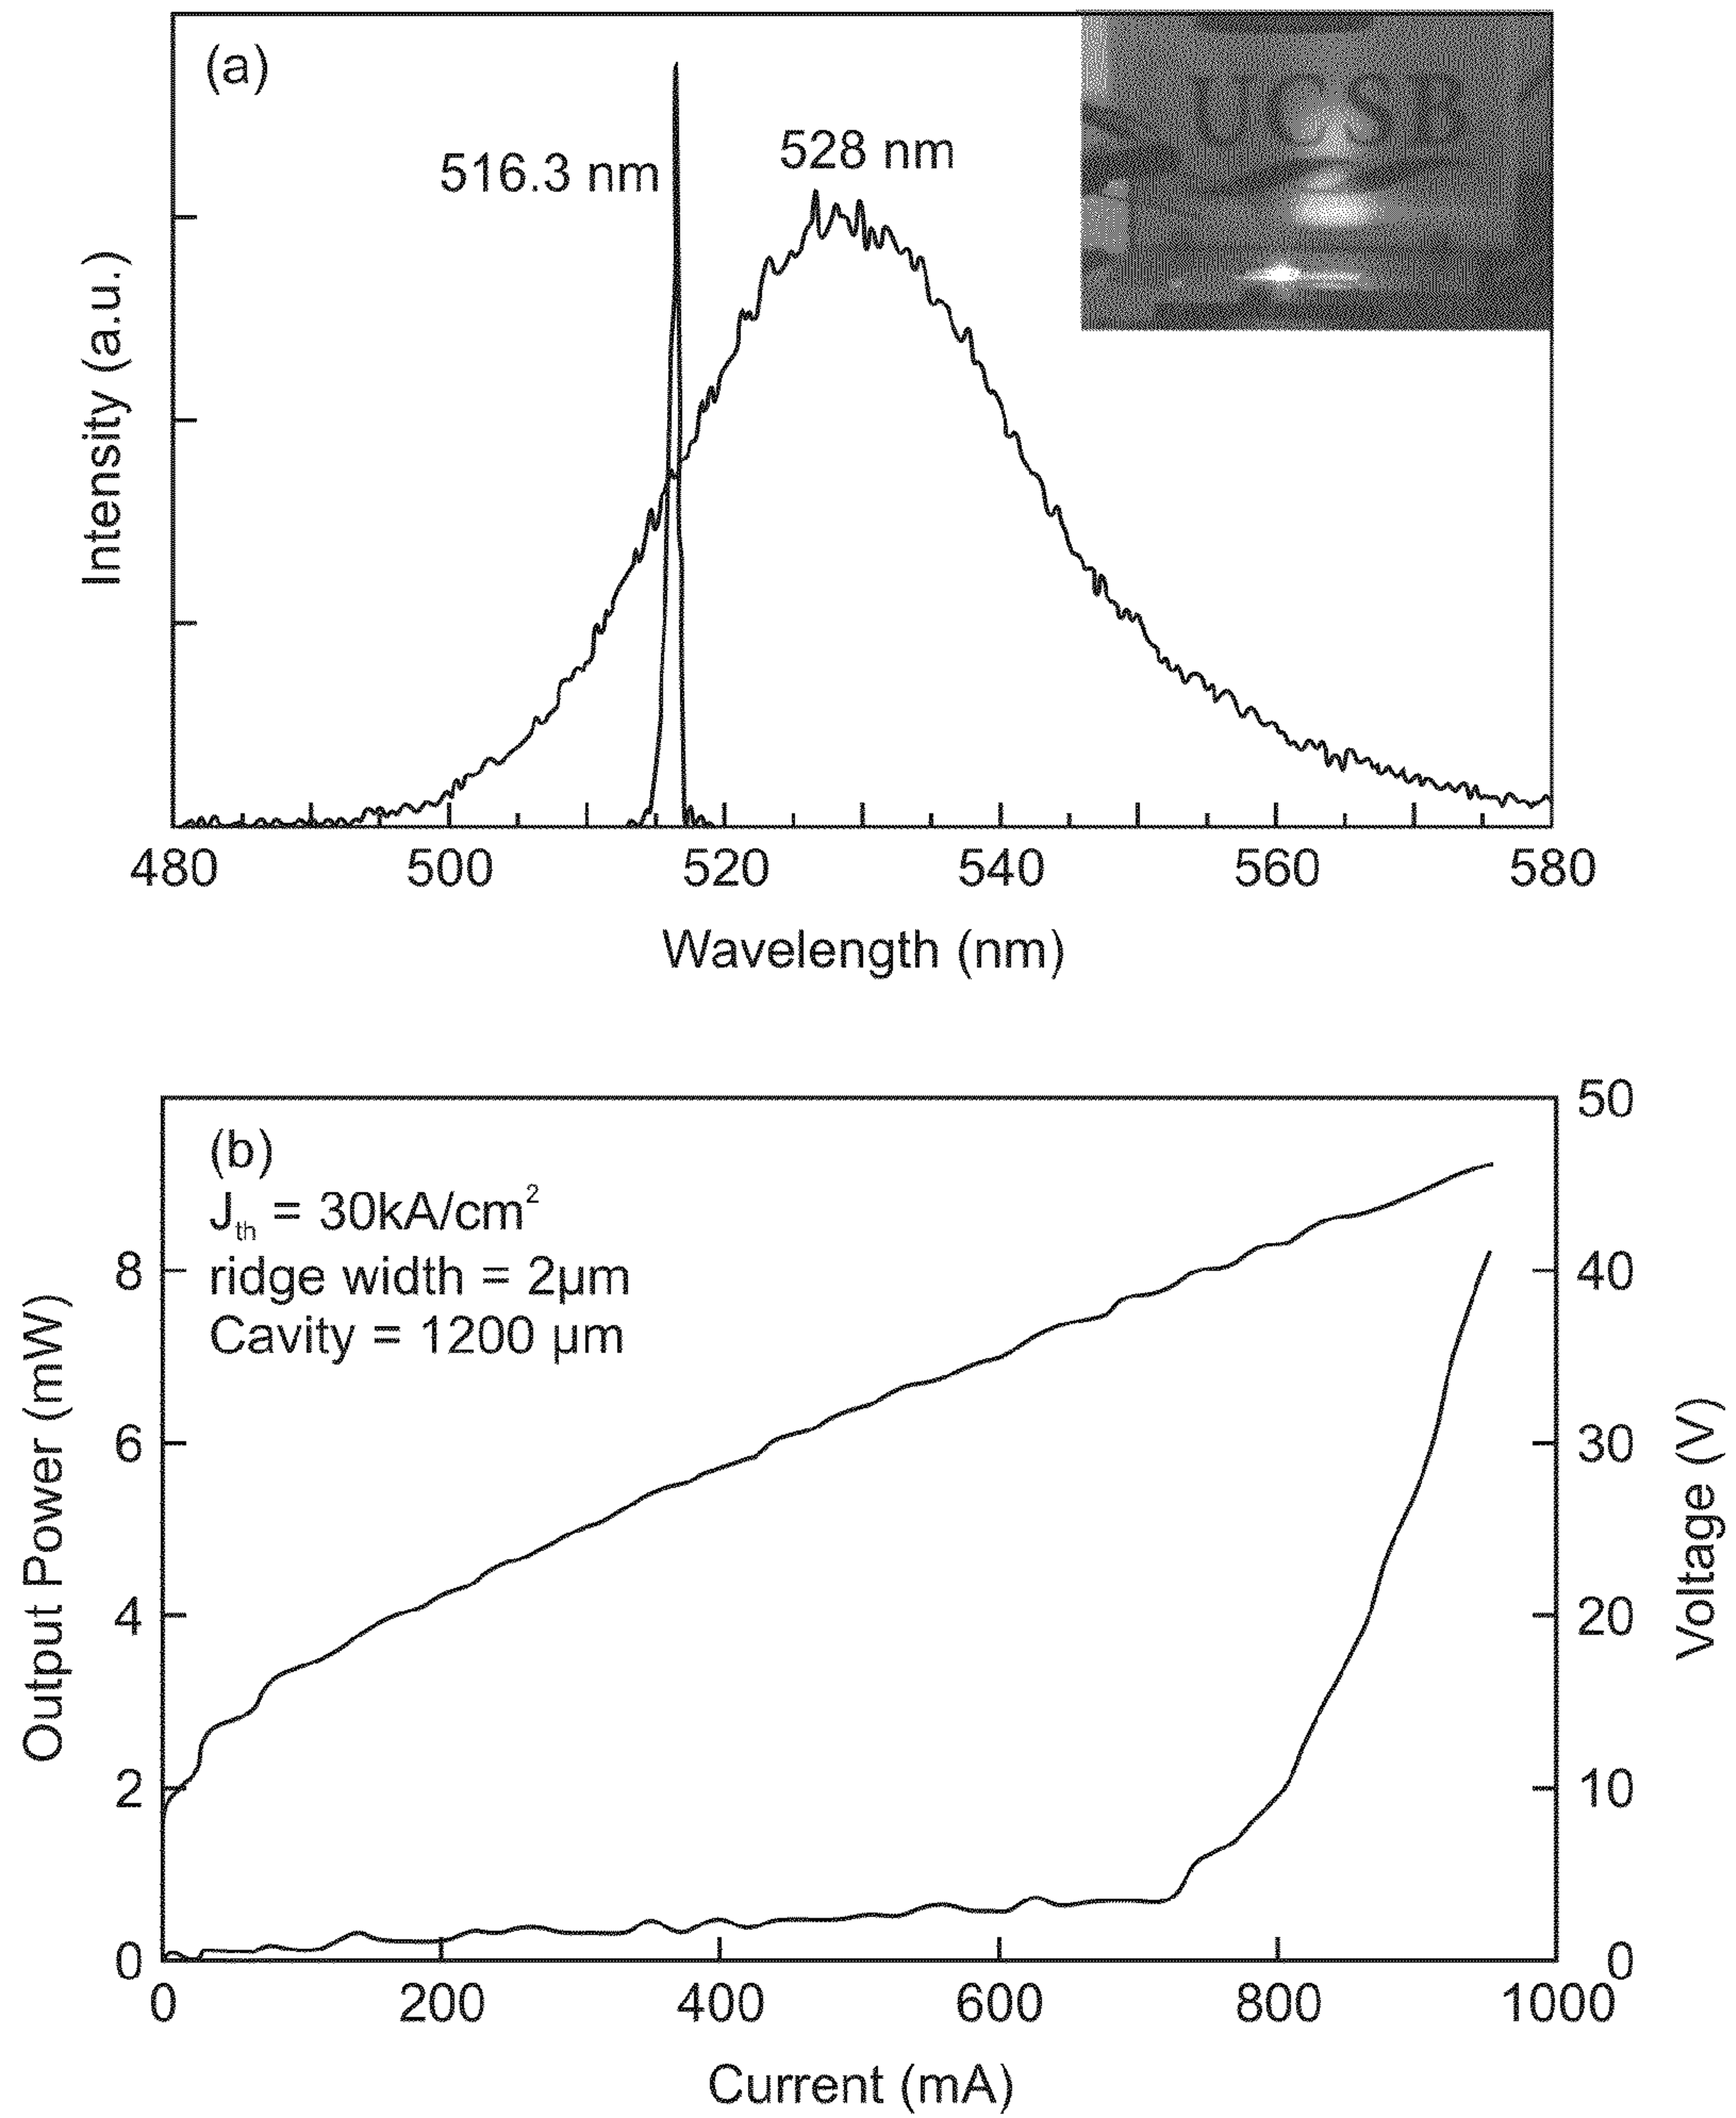 (a)
516.3 nm
528 nm
UCSB
Intensity (a.u.)
480 500 520 540 560 580
Wavelength (nm)
(b)
J_th = 30kA/cm²
ridge width = 2µm
Cavity = 1200 µm
50
8 40
6 30
4 20
2 10
0 0
Output Power (mW)
Voltage (V)
0 200 400 600 800 1000
Current (mA)